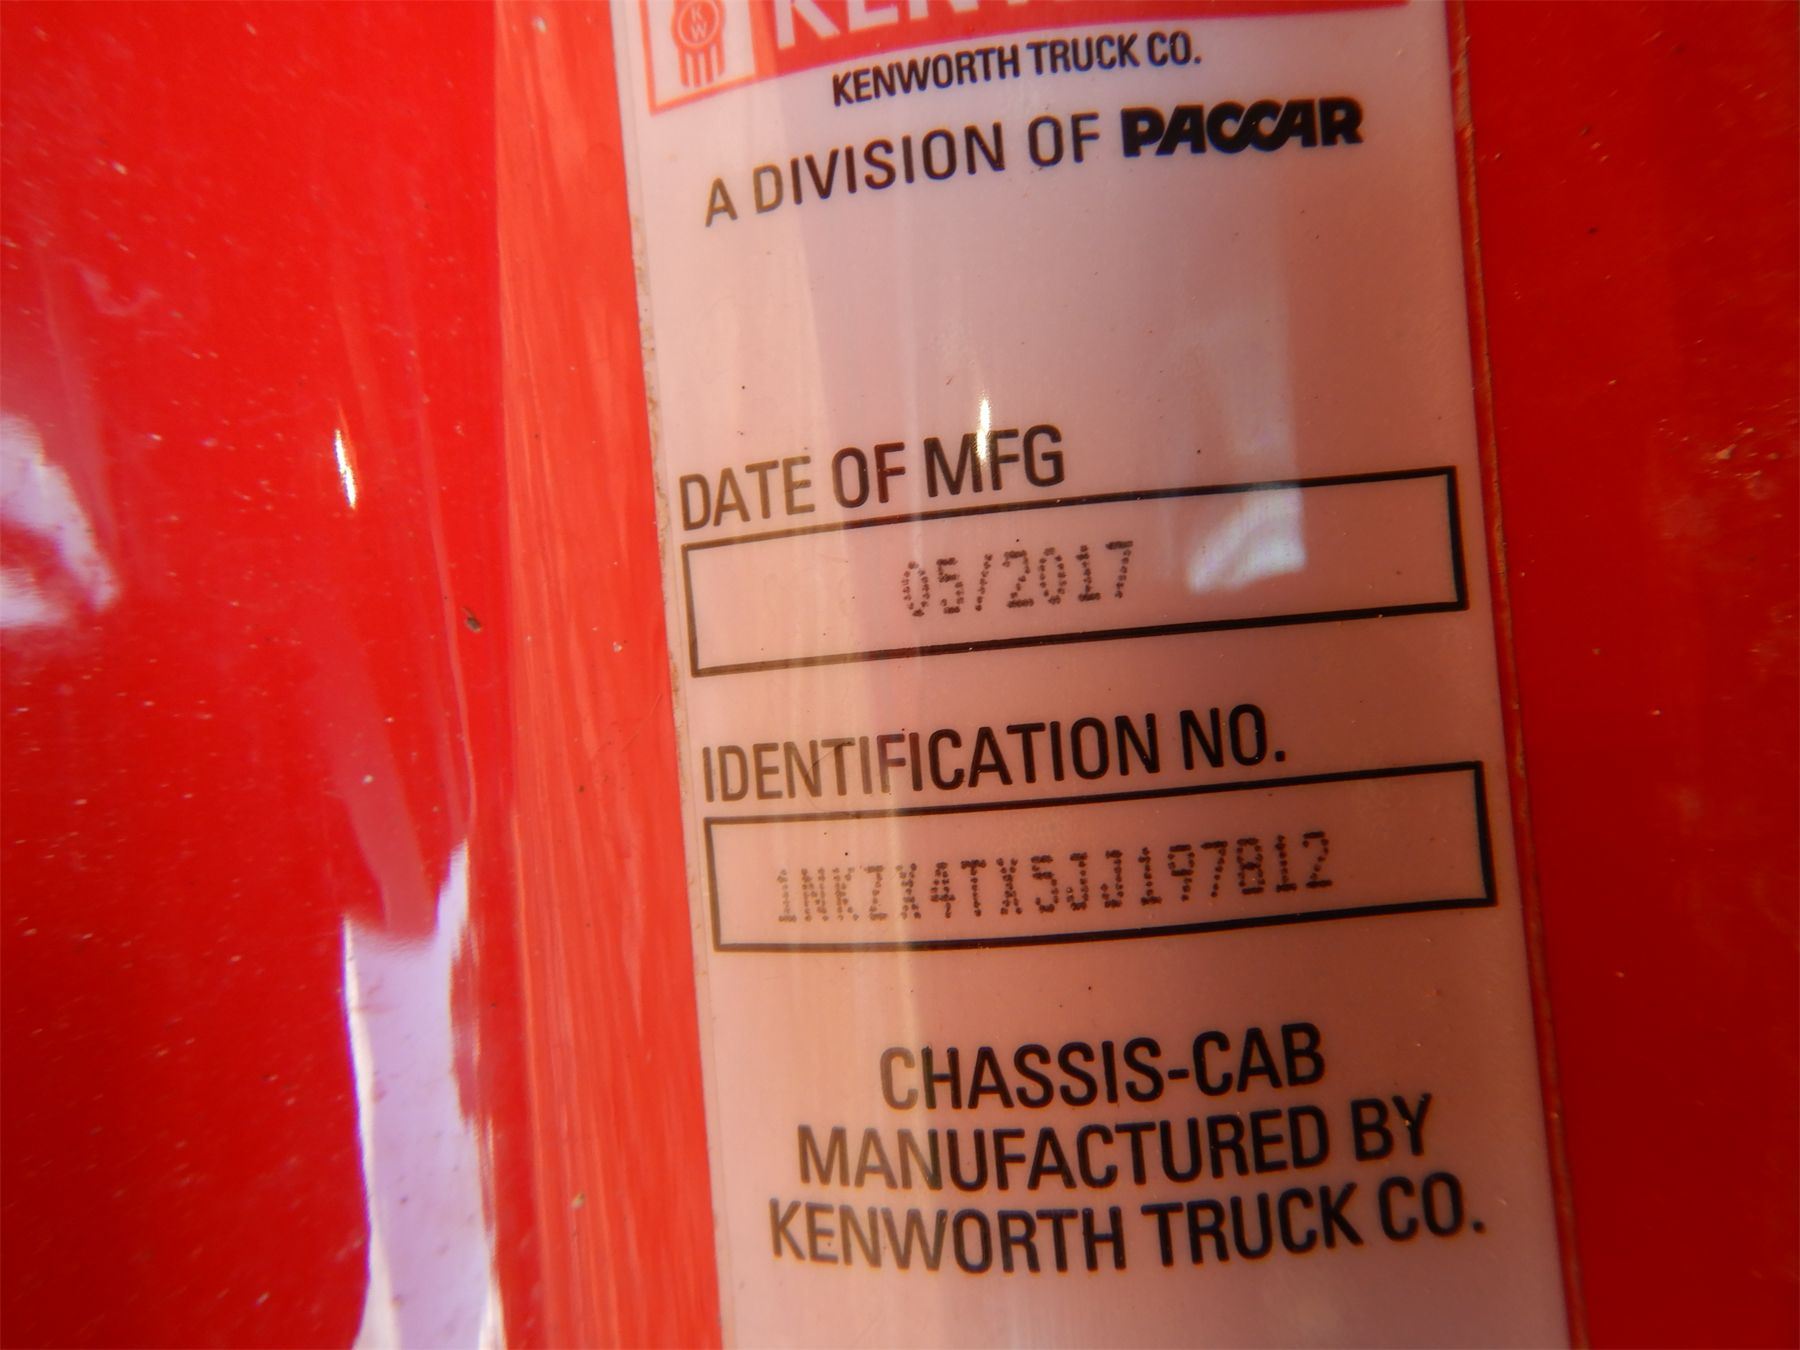 KW
KENWORTH TRUCK CO.
A DIVISION OF PACCAR
DATE OF MFG
05/2017
IDENTIFICATION NO.
CHASSIS-CAB
MANUFACTURED BY
KENWORTH TRUCK CO.